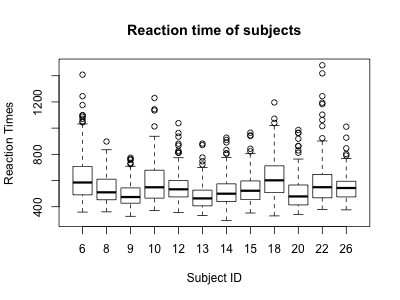 Reaction time of subjects
Reaction Times
1200
800
400
6 8 9 10 12 13 14 15 18 20 22 26
Subject ID